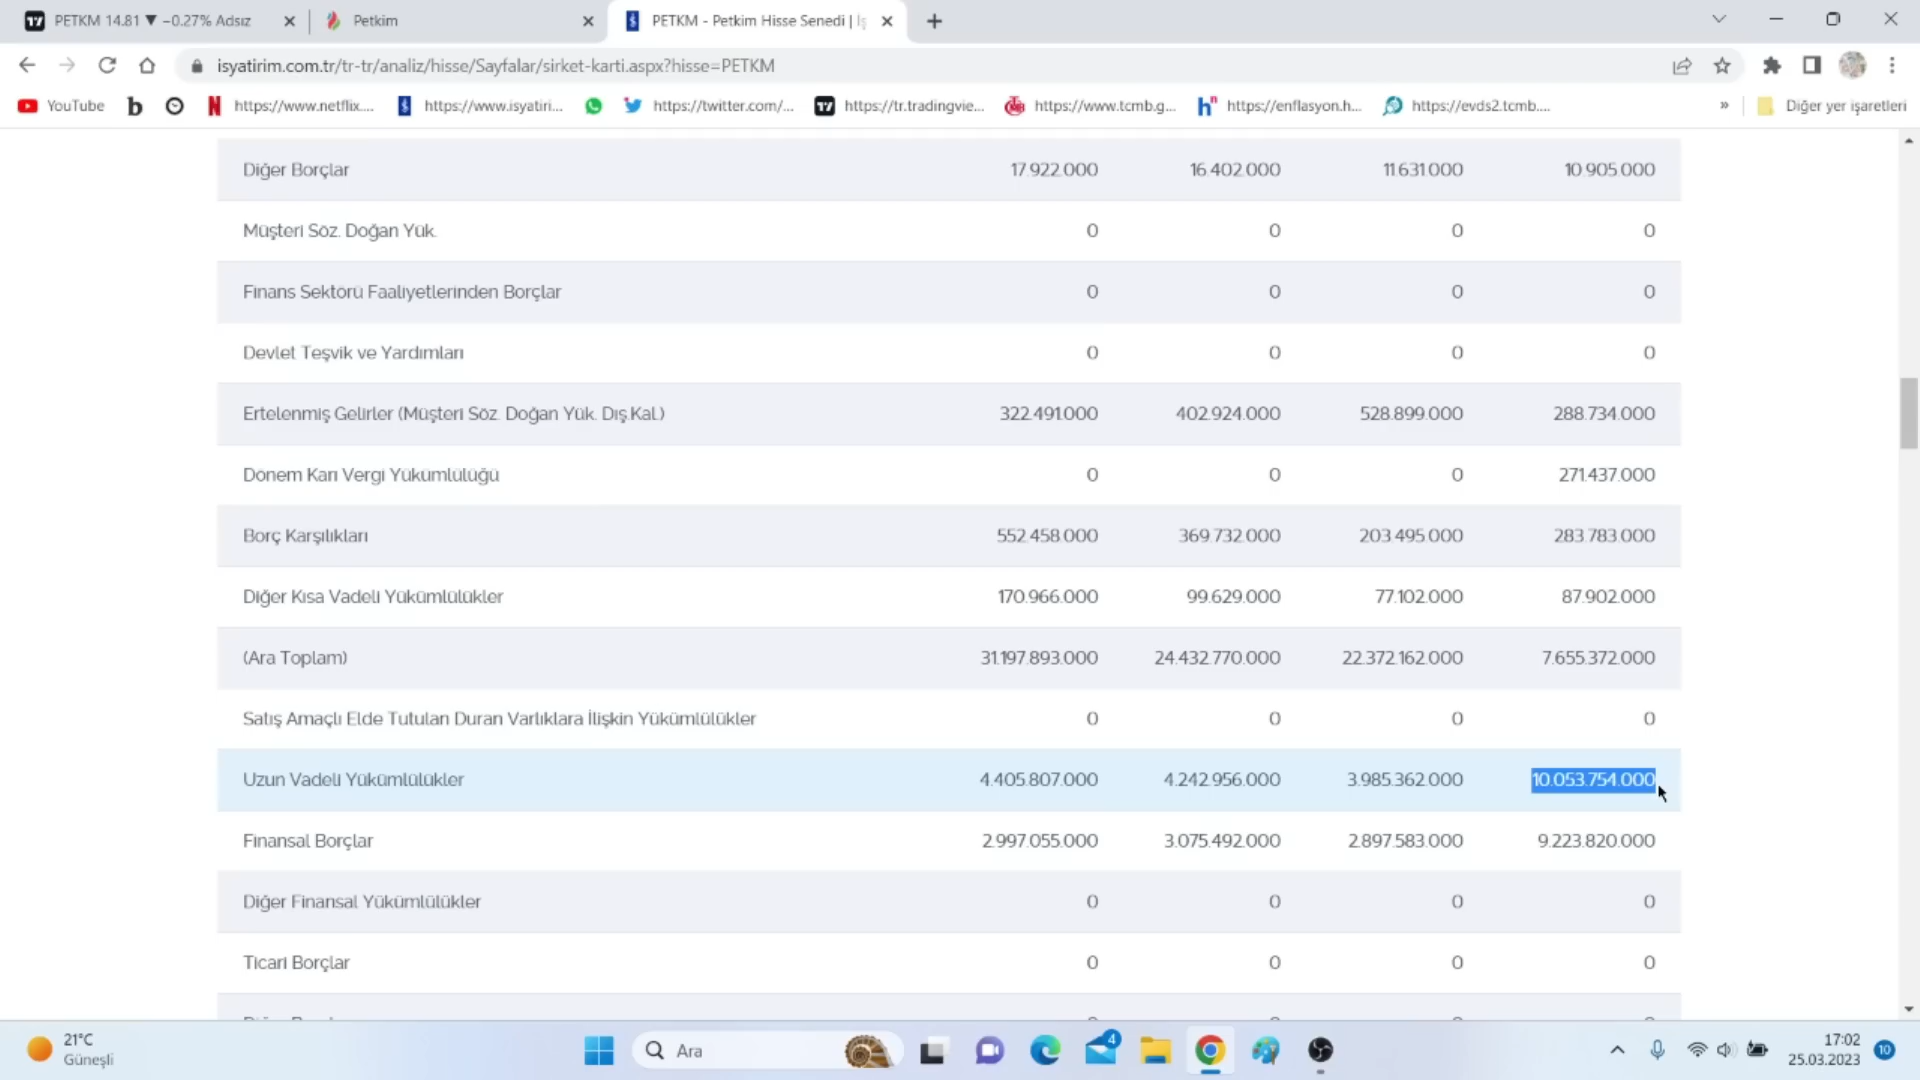 PETKM 14.81 ▼ −0.27% Adsız
Petkim
PETKM - Petkim Hisse Senedi | İş
isyatirim.com.tr/tr-tr/analiz/hisse/Sayfalar/sirket-karti.aspx?hisse=PETKM
YouTube https://www.netflix.... https://www.isyatiri... https://twitter.com/... https://tr.tradingvie... https://www.tcmb.g... https://enflasyon.h... https://evds2.tcmb.... » Diğer yer işaretleri
Diğer Borçlar 17.922.000 16.402.000 11.631.000 10.905.000
Müşteri Söz. Doğan Yük. 0 0 0 0
Finans Sektörü Faaliyetlerinden Borçlar 0 0 0 0
Devlet Teşvik ve Yardımları 0 0 0 0
Ertelenmiş Gelirler (Müşteri Söz. Doğan Yük. Dış.Kal.) 322.491.000 402.924.000 528.899.000 288.734.000
Dönem Karı Vergi Yükümlülüğü 0 0 0 271.437.000
Borç Karşılıkları 552.458.000 369.732.000 203.495.000 283.783.000
Diğer Kısa Vadeli Yükümlülükler 170.966.000 99.629.000 77.102.000 87.902.000
(Ara Toplam) 31.197.893.000 24.432.770.000 22.372.162.000 7.655.372.000
Satış Amaçlı Elde Tutulan Duran Varlıklara İlişkin Yükümlülükler 0 0 0 0
Uzun Vadeli Yükümlülükler 4.405.807.000 4.242.956.000 3.985.362.000 10.053.754.000
Finansal Borçlar 2.997.055.000 3.075.492.000 2.897.583.000 9.223.820.000
Diğer Finansal Yükümlülükler 0 0 0 0
Ticari Borçlar 0 0 0 0
21°C
Güneşli
Ara
4
17:02
25.03.2023
10